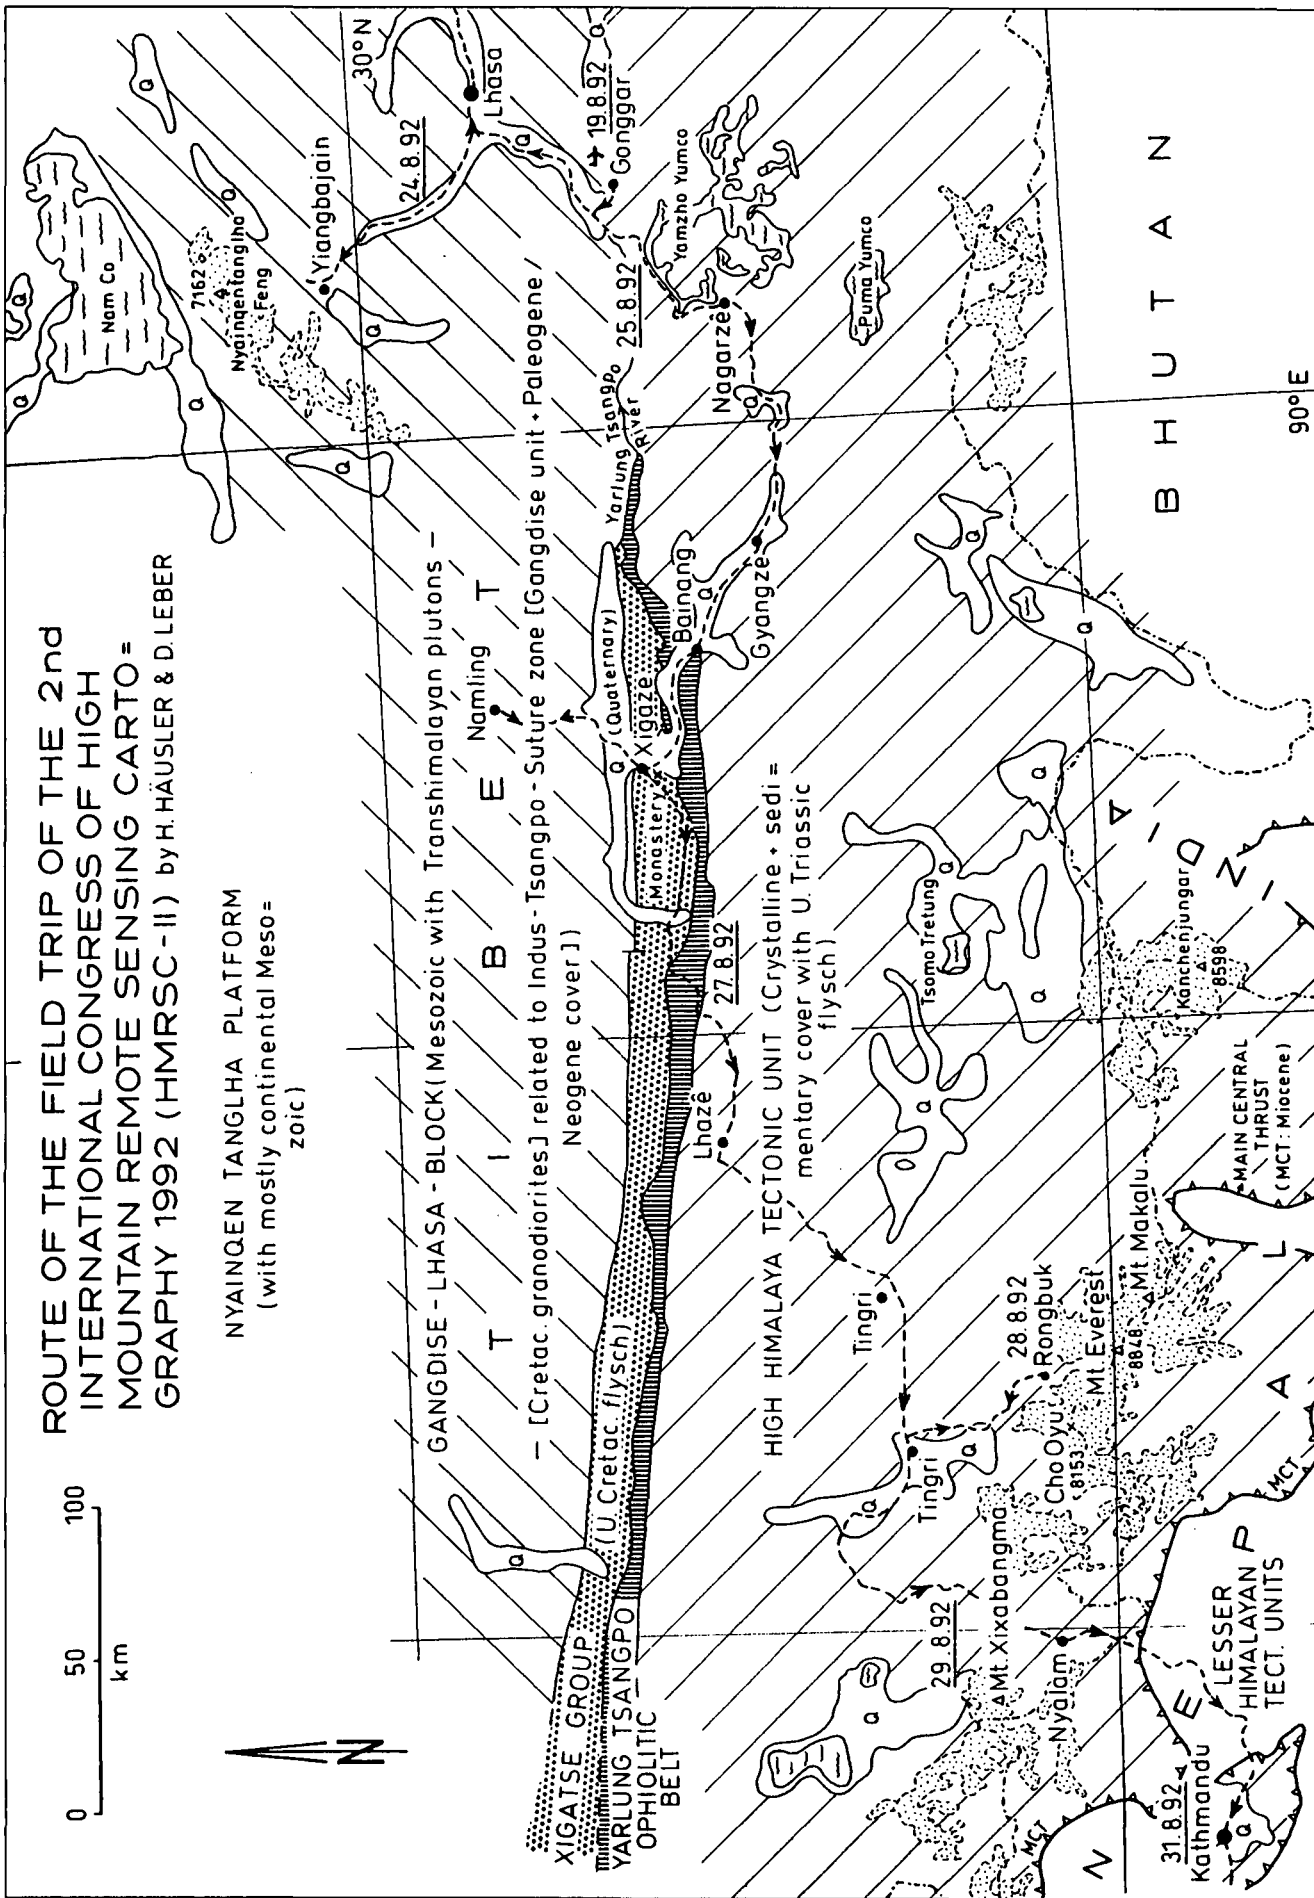 ROUTE OF THE FIELD TRIP OF THE 2nd
INTERNATIONAL CONGRESS OF HIGH
MOUNTAIN REMOTE SENSING CARTO=
GRAPHY 1992 (HMRSC-II) by H. HÄUSLER & D. LEBER
0 50 100
km
N
NYAINQEN TANGLHA PLATFORM
(with mostly continental Meso=
zoic)
Q
Q
Nam Co
Q
Q
7162
Nyainqentanglha
Feng
Q
Q
Yiangbajain
Q
Q
24.8.92
30°N
Lhasa
Q
19.8.92
Gonggar
Q
GANGDISE - LHASA - BLOCK (Mesozoic with Transhimalayan plutons -
T I B E T
- [Cretac granodiorites] related to Indus - Tsangpo - Suture zone [Gangdise unit + Paleogene/
Neogene cover])
Namling
Q
Q (Quaternary)
Yarlung Tsangpo
River
25.8.92
Yamzho Yumco
Nagarze
Q
Puma Yumco
XIGATSE GROUP
(U. Cretac. flysch)
YARLUNG TSANGPO
OPHIOLITIC
BELT
Monastery
Xigaze
Bainang
Q
Gyangze
27.8.92
Lhaze
HIGH HIMALAYA TECTONIC UNIT (Crystalline + sedi=
mentary cover with U. Triassic
flysch)
Tingri
Q
Tingri
Q
Q
29.8.92
Mt. Xixabangma
Nyalam
28.8.92
Rongbuk
Cho Oyu
8153
Mt Everest
8848
Mt. Makalu
Q
Tsomo Tretung
Q
Q
Q
Kanchenjungar
8598
Q
Q
BHUTAN
90°E
INDIA
MAIN CENTRAL
THRUST
(MCT: Miocene)
NEPAL
MCT
MCT
LESSER
HIMALAYAN
TECT. UNITS
31.8.92
Kathmandu
Q